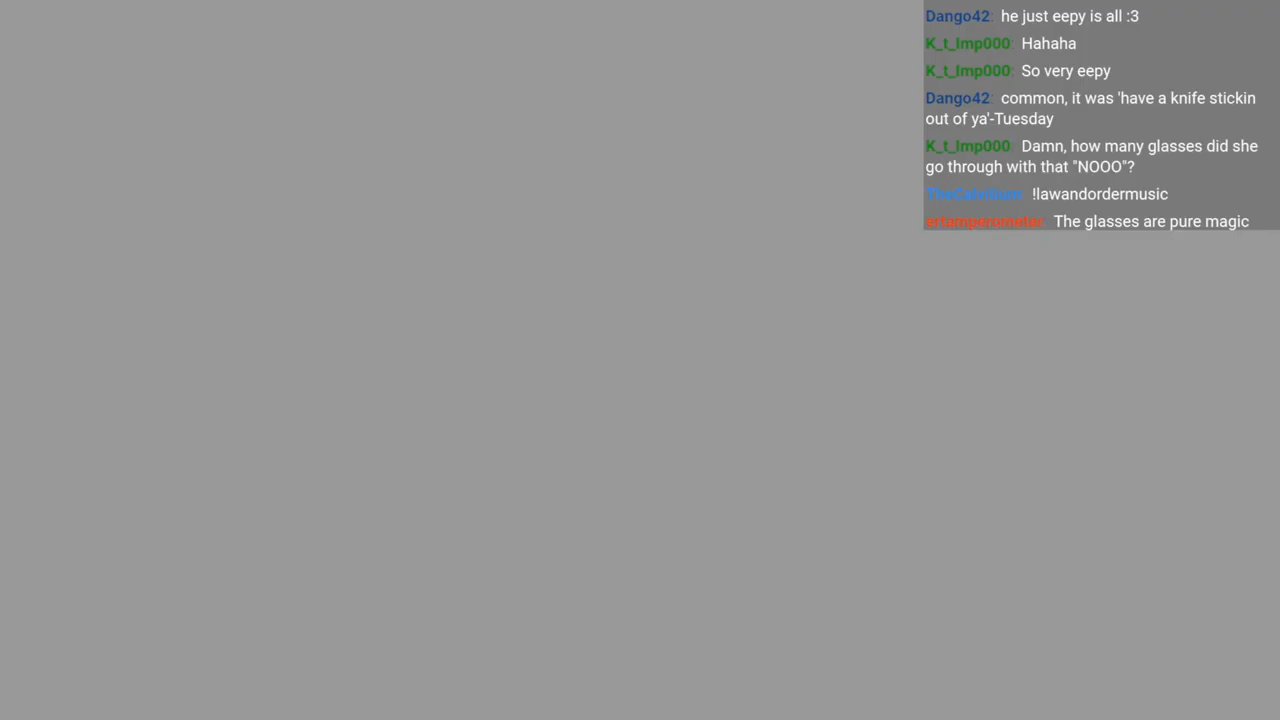 Dango42: he just eepy is all :3
K_t_Imp000: Hahaha
K_t_Imp000: So very eepy
Dango42: common, it was 'have a knife stickin
out of ya'-Tuesday
K_t_Imp000: Damn, how many glasses did she
go through with that "NOOO"?
!lawandordermusic
The glasses are pure magic